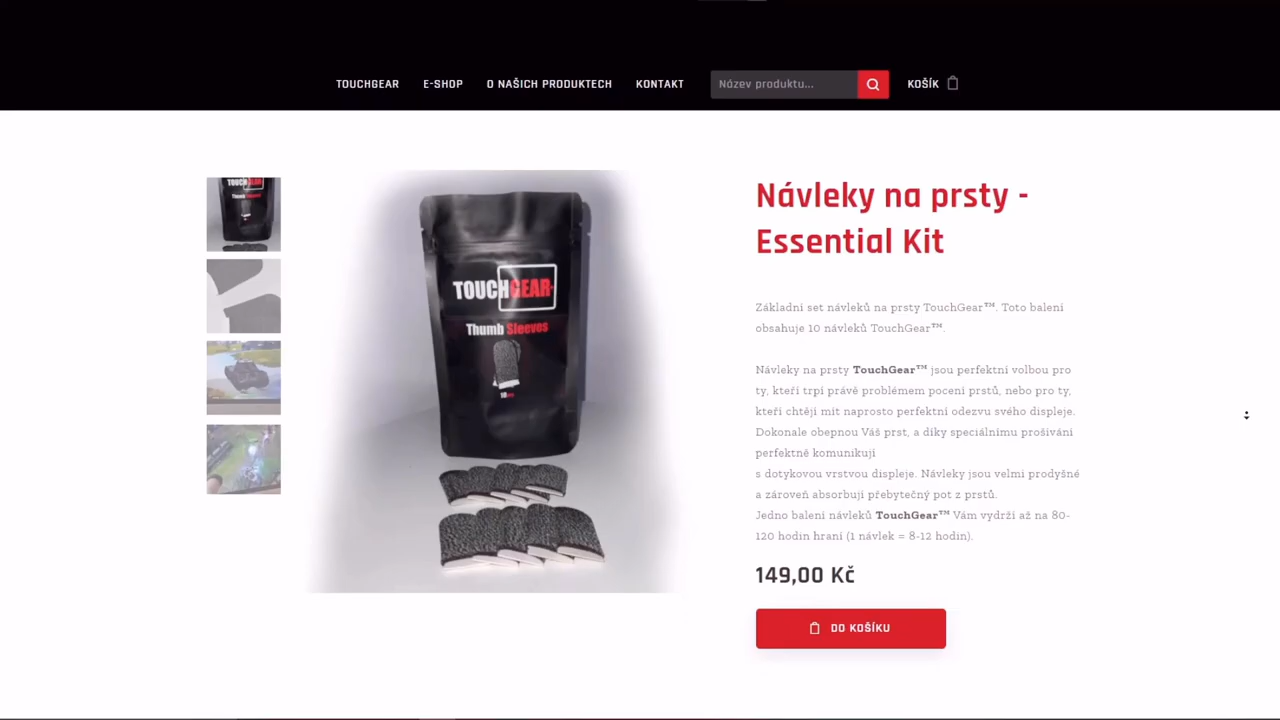 TOUCHGEAR E-SHOP O NAŠICH PRODUKTECH KONTAKT Název produktu... KOŠÍK
Návleky na prsty -
Essential Kit
TOUCHGEAR
Thumb Sleeves
Základní set návleků na prsty TouchGear™. Toto balení
obsahuje 10 návleků TouchGear™.
Návleky na prsty TouchGear™ jsou perfektní volbou pro
ty, kteří trpí právě problémem pocení prstů, nebo pro ty,
kteří chtějí mít naprosto perfektní odezvu svého displeje.
Dokonale obepnou Váš prst, a díky speciálnímu prošívání
perfektně komunikují
s dotykovou vrstvou displeje. Návleky jsou velmi prodyšné
a zároveň absorbují přebytečný pot z prstů.
Jedno balení návleků TouchGear™ Vám vydrží až na 80-
120 hodin hraní (1 návlek = 8-12 hodin).
149,00 Kč
DO KOŠÍKU